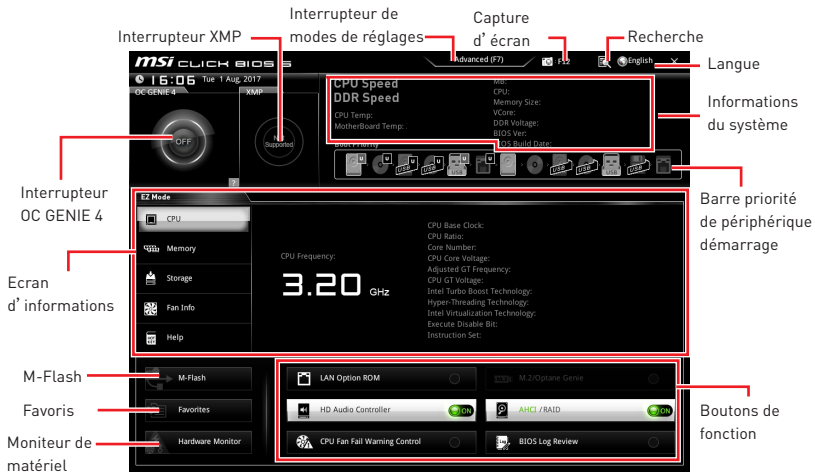 Interrupteur XMP
Interrupteur de
modes de réglages
Capture
d' écran
Recherche
Langue
Informations
du système
Barre priorité
de périphérique
démarrage
Boutons de
fonction
Interrupteur
OC GENIE 4
Ecran
d' informations
M-Flash
Favoris
Moniteur de
matériel
msi CLICK BIOS 5
Advanced (F7)
F12
English
X
16:06 Tue 1 Aug, 2017
OC GENIE 4
XMP
OFF
Not
Supported
?
CPU Speed
DDR Speed
CPU Temp:
MotherBoard Temp:
MB:
CPU:
Memory Size:
VCore:
DDR Voltage:
BIOS Ver:
BIOS Build Date:
Boot Priority
U U U U U U
USB USB USB USB USB USB
EZ Mode
CPU
Memory
Storage
Fan Info
Help
CPU Frequency:
3.20 GHz
CPU Base Clock:
CPU Ratio:
Core Number:
CPU Core Voltage:
Adjusted GT Frequency:
CPU GT Voltage:
Intel Turbo Boost Technology:
Hyper-Threading Technology:
Intel Virtualization Technology:
Execute Disable Bit:
Instruction Set:
M-Flash
Favorites
Hardware Monitor
LAN Option ROM
M.2/Optane Genie
HD Audio Controller
ON
AHCI /RAID
ON
CPU Fan Fail Warning Control
BIOS Log Review